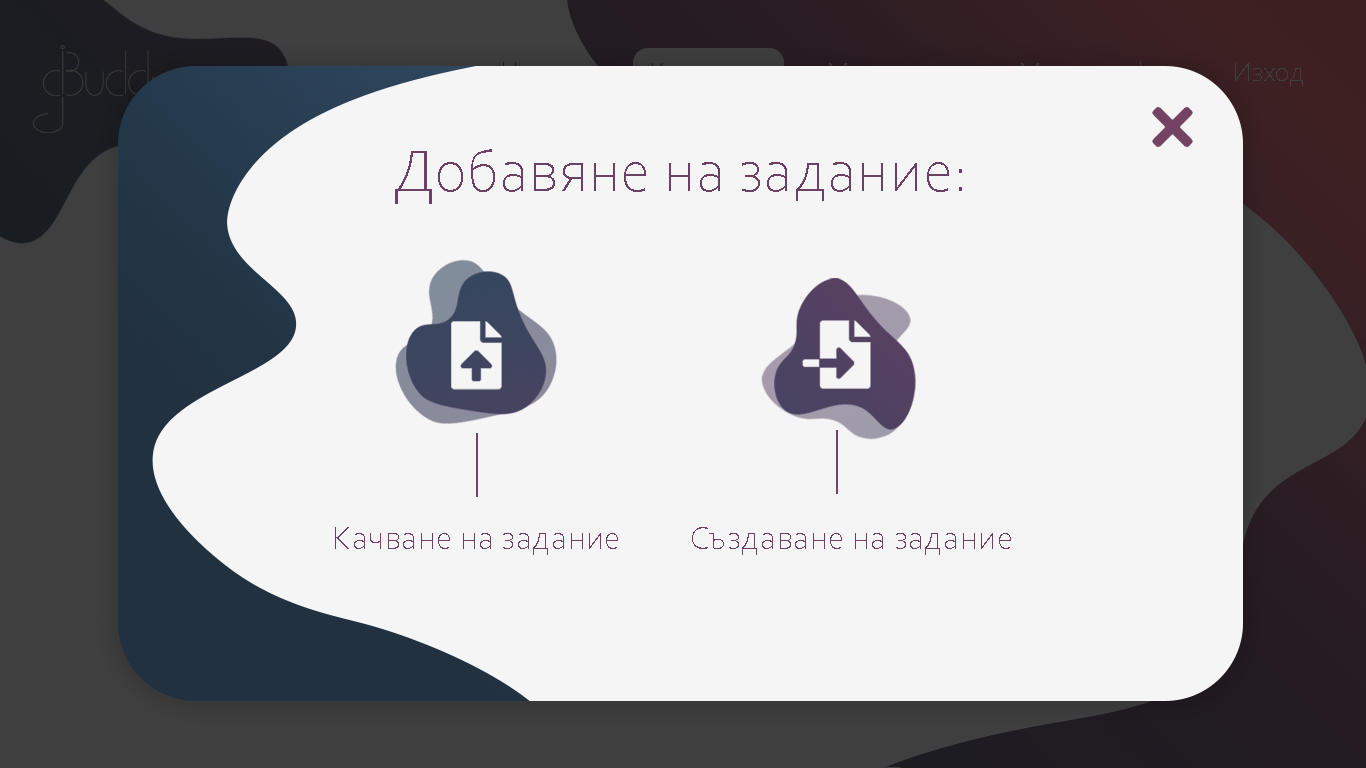 Изход
Добавяне на задание:
Качване на задание
Създаване на задание